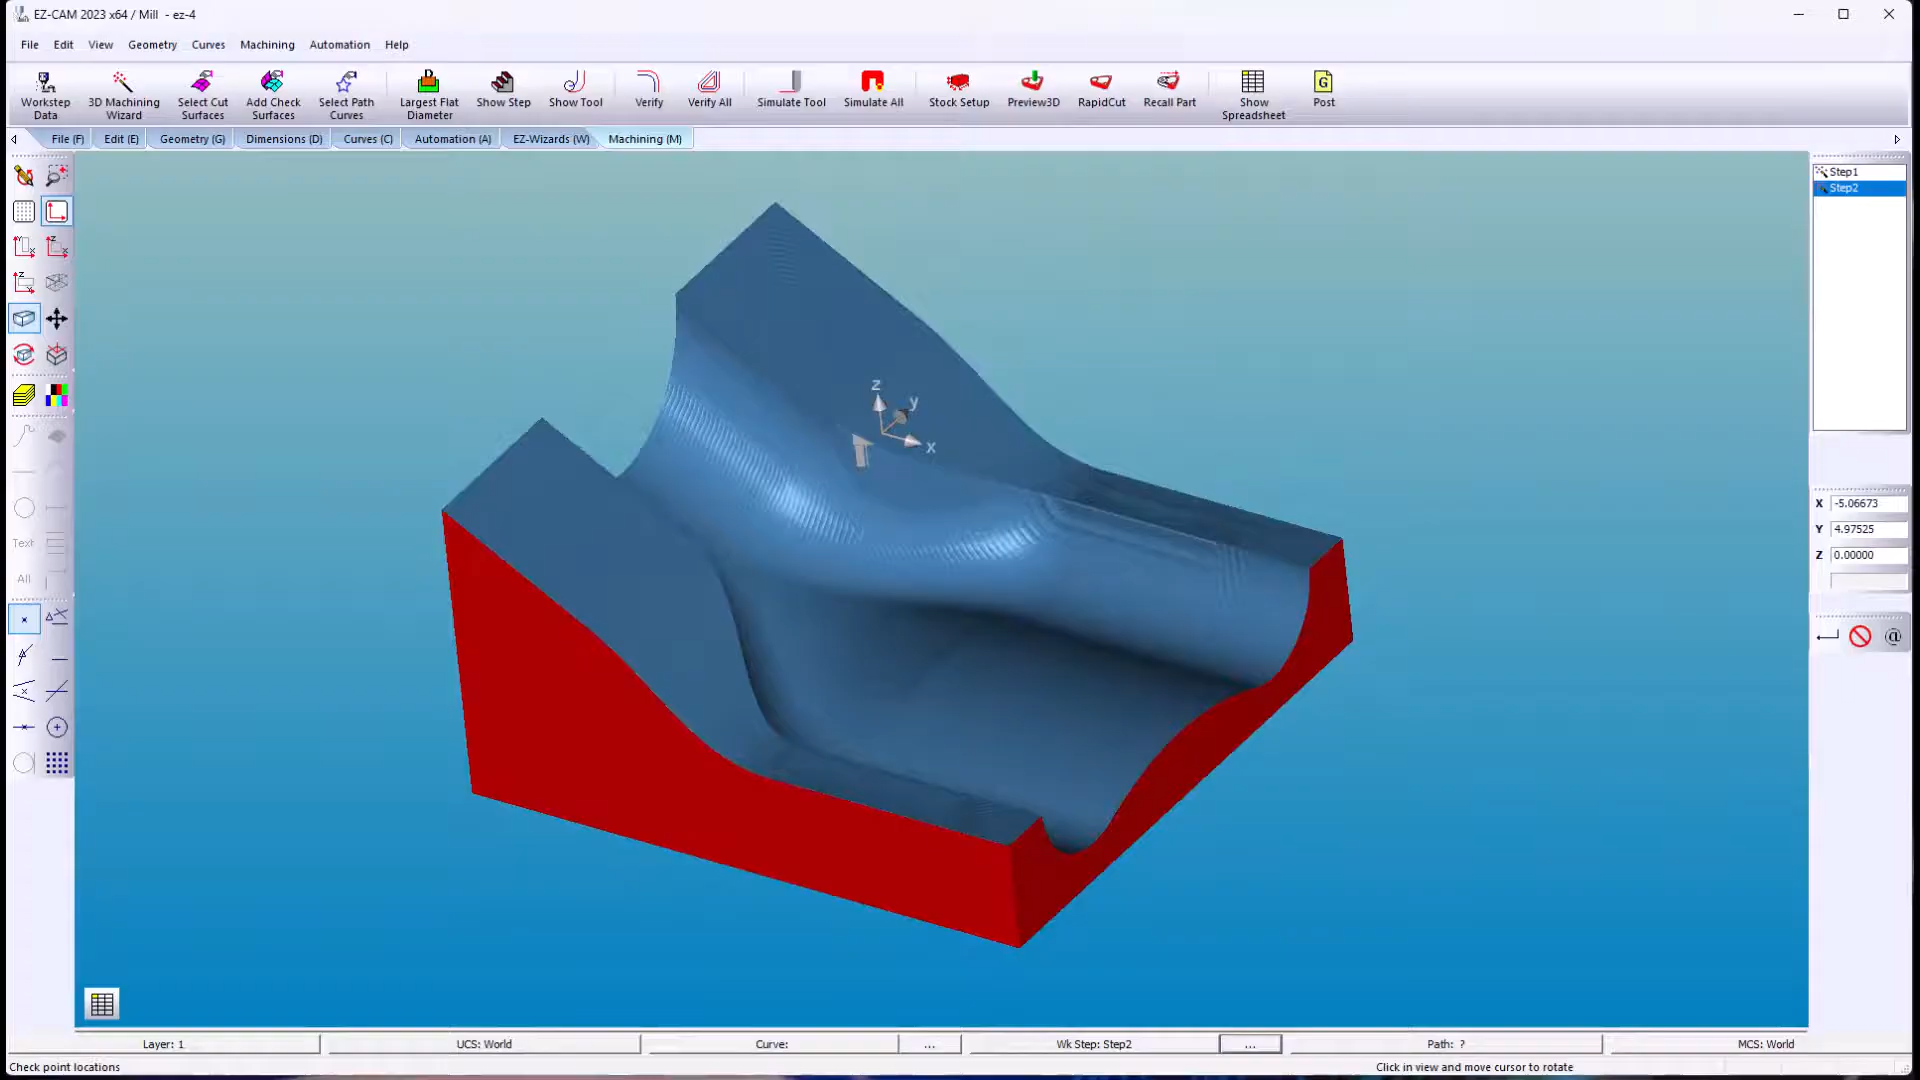 EZ-CAM 2023 x64 / Mill - ez-4
File Edit View Geometry Curves Machining Automation Help
Workstep Data 3D Machining Wizard Select Cut Surfaces Add Check Surfaces Select Path Curves Largest Flat Diameter Show Step Show Tool Verify Verify All Simulate Tool Simulate All Stock Setup Preview3D RapidCut Recall Part Show Spreadsheet Post
File (F) Edit (E) Geometry (G) Dimensions (D) Curves (C) Automation (A) EZ-Wizards (W) Machining (M)
Step1
Step2
z
y
x
X -5.06673
Y 4.97525
Z 0.00000
@
Text
All
Layer: 1 UCS: World Curve: ... Wk Step: Step2 ... Path: ? MCS: World
Check point locations Click in view and move cursor to rotate